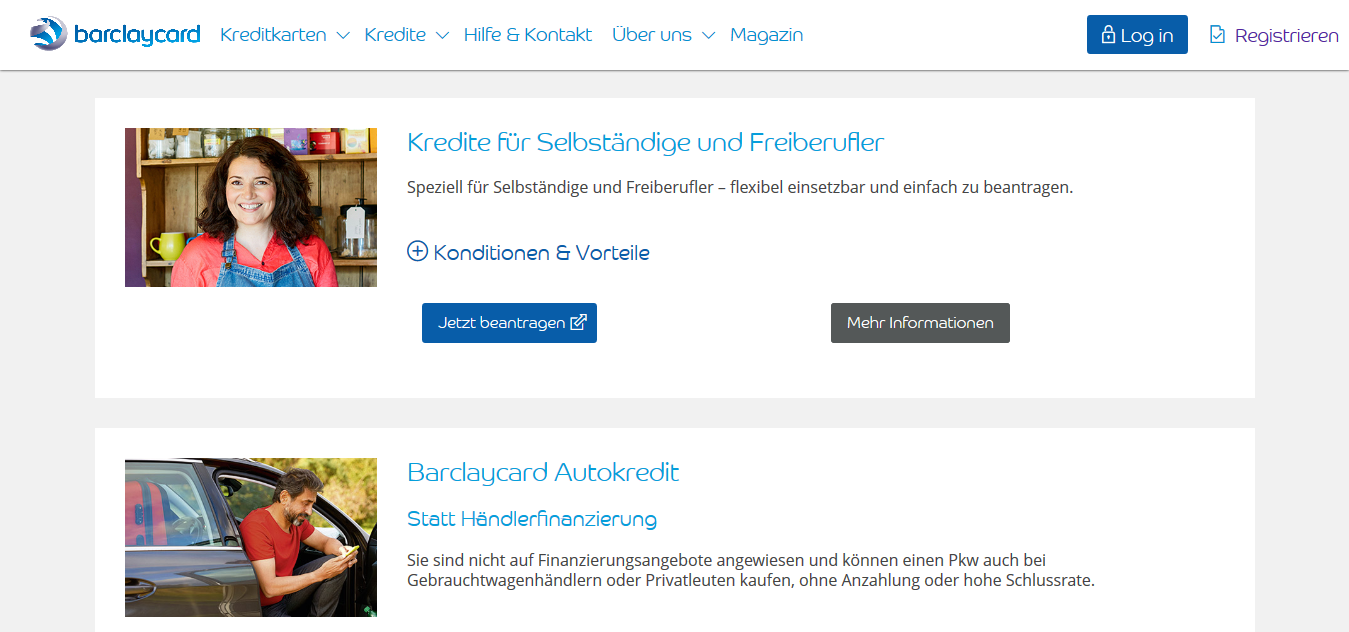 barclaycard Kreditkarten Kredite Hilfe & Kontakt Über uns Magazin Log in Registrieren
Kredite für Selbständige und Freiberufler
Speziell für Selbständige und Freiberufler – flexibel einsetzbar und einfach zu beantragen.
Konditionen & Vorteile
Jetzt beantragen Mehr Informationen
Barclaycard Autokredit
Statt Händlerfinanzierung
Sie sind nicht auf Finanzierungsangebote angewiesen und können einen Pkw auch bei
Gebrauchtwagenhändlern oder Privatleuten kaufen, ohne Anzahlung oder hohe Schlussrate.